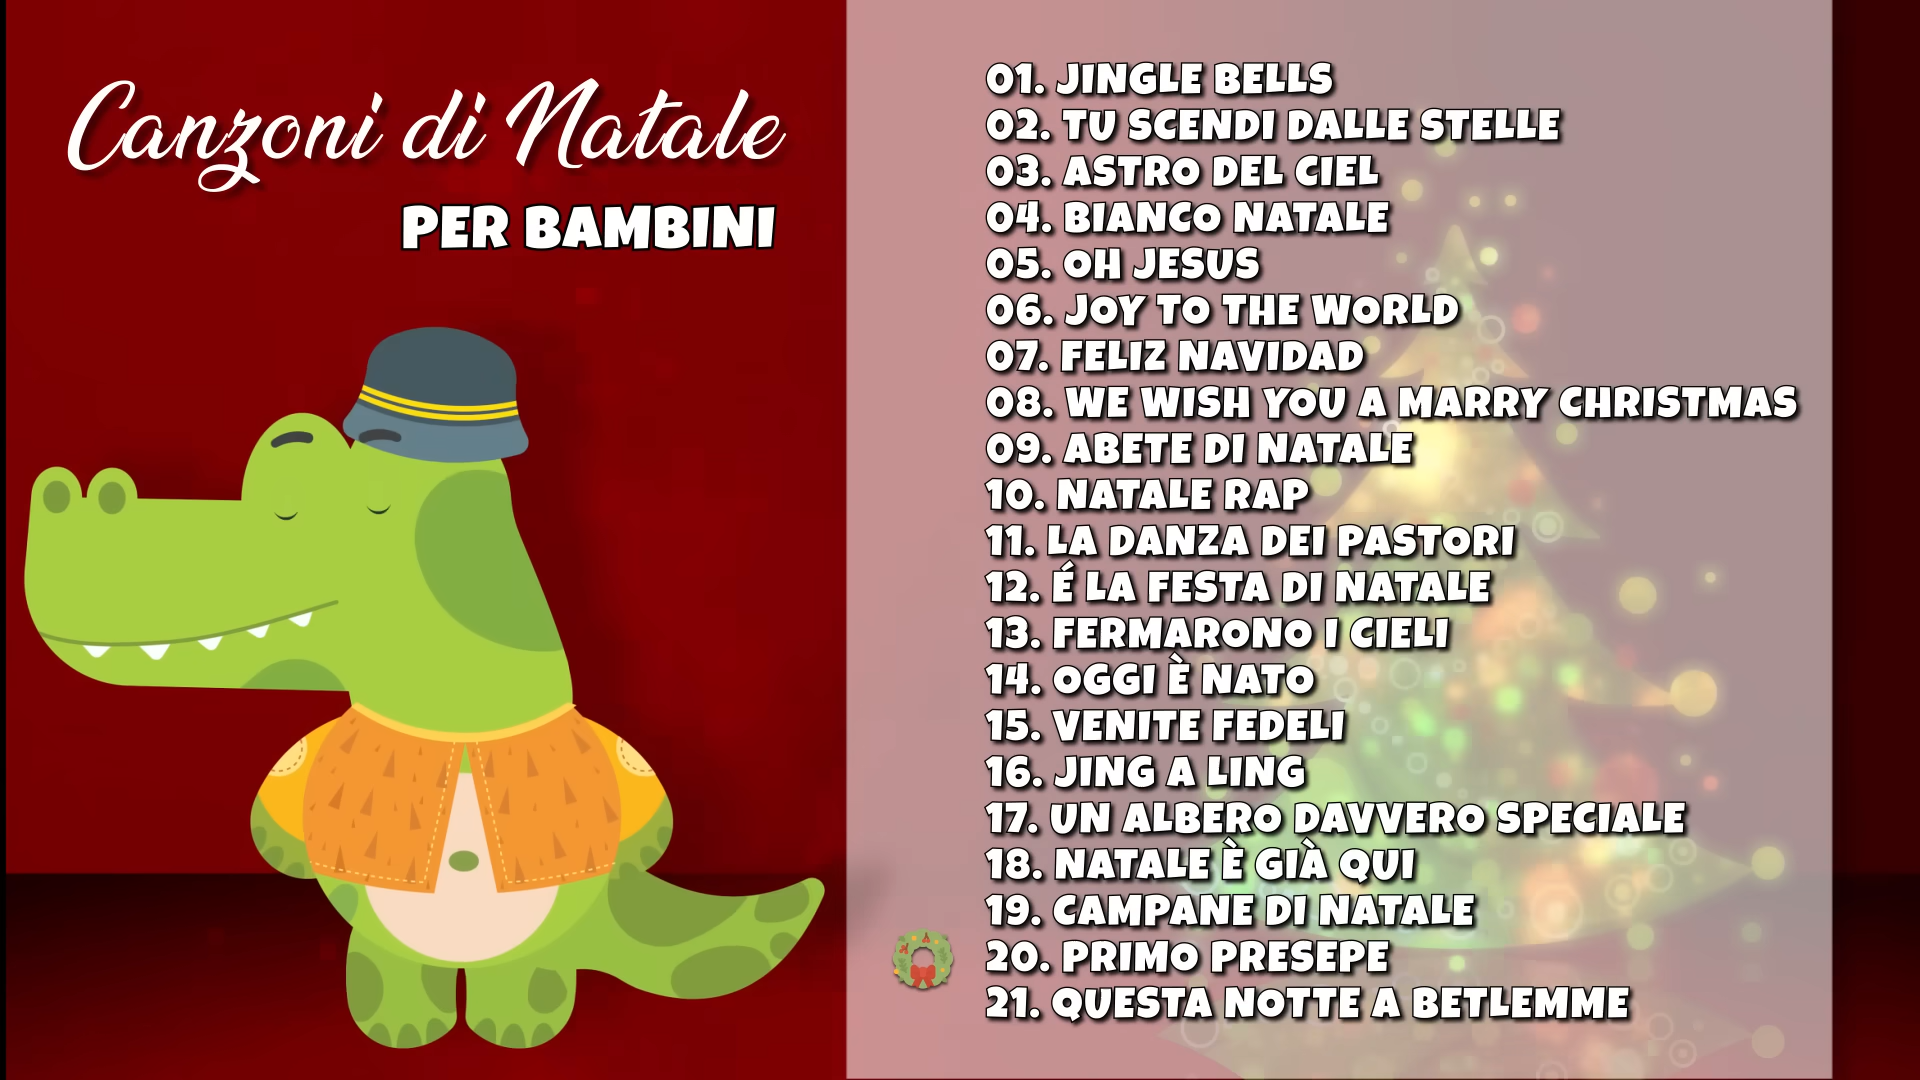 Canzoni di Natale
PER BAMBINI
01. JINGLE BELLS
02. TU SCENDI DALLE STELLE
03. ASTRO DEL CIEL
04. BIANCO NATALE
05. OH JESUS
06. JOY TO THE WORLD
07. FELIZ NAVIDAD
08. WE WISH YOU A MARRY CHRISTMAS
09. ABETE DI NATALE
10. NATALE RAP
11. LA DANZA DEI PASTORI
12. É LA FESTA DI NATALE
13. FERMARONO I CIELI
14. OGGI È NATO
15. VENITE FEDELI
16. JING A LING
17. UN ALBERO DAVVERO SPECIALE
18. NATALE È GIÀ QUI
19. CAMPANE DI NATALE
20. PRIMO PRESEPE
21. QUESTA NOTTE A BETLEMME